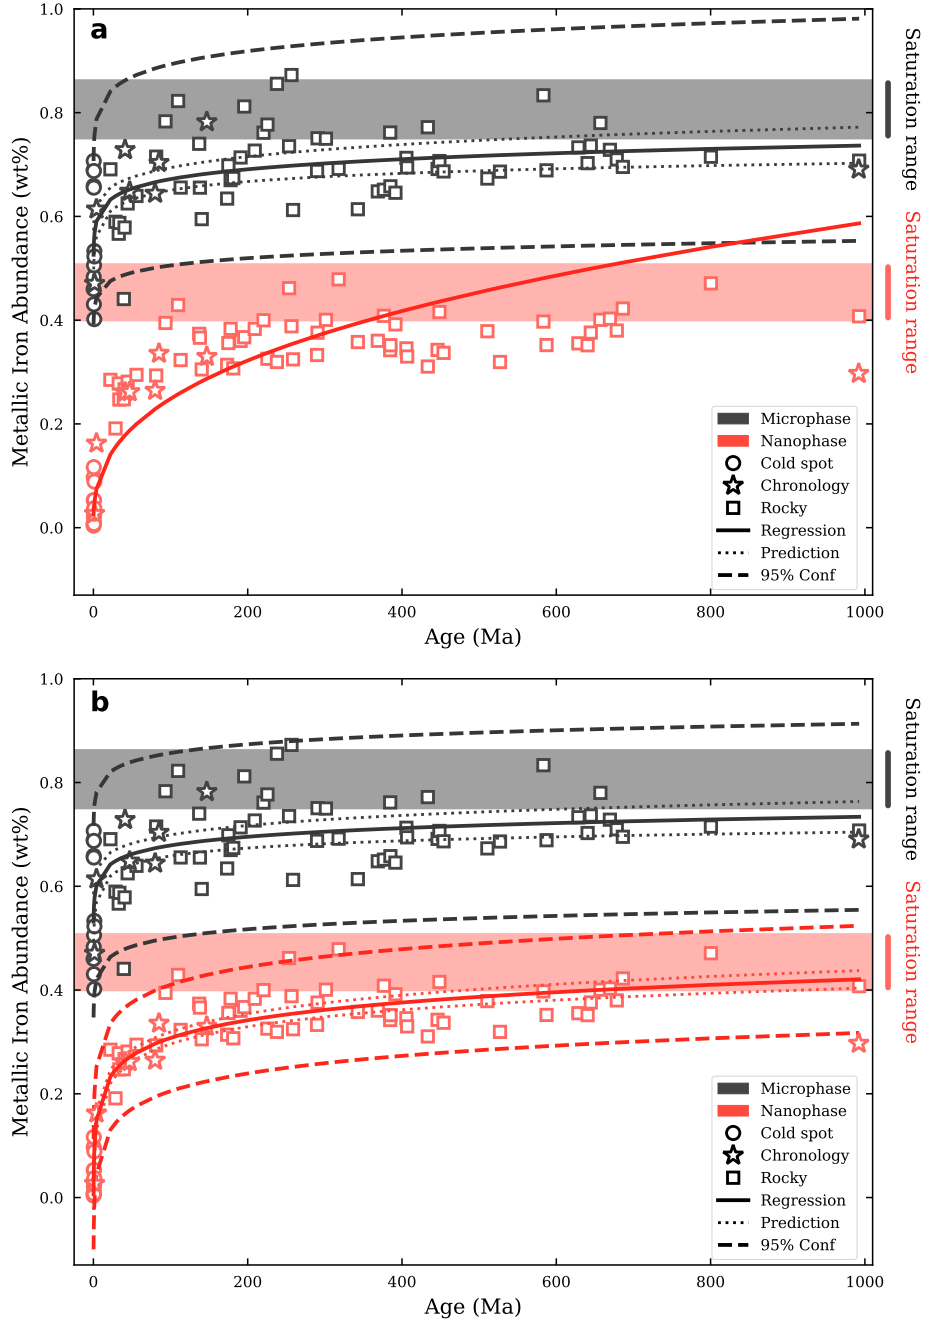 a
1.0
0.8
0.6
0.4
0.2
0.0
Metallic Iron Abundance (wt%)
0
200
400
600
800
1000
Age (Ma)
Saturation range
Saturation range
Microphase
Nanophase
Cold spot
Chronology
Rocky
Regression
Prediction
95% Conf
b
1.0
0.8
0.6
0.4
0.2
0.0
Metallic Iron Abundance (wt%)
0
200
400
600
800
1000
Age (Ma)
Saturation range
Saturation range
Microphase
Nanophase
Cold spot
Chronology
Rocky
Regression
Prediction
95% Conf